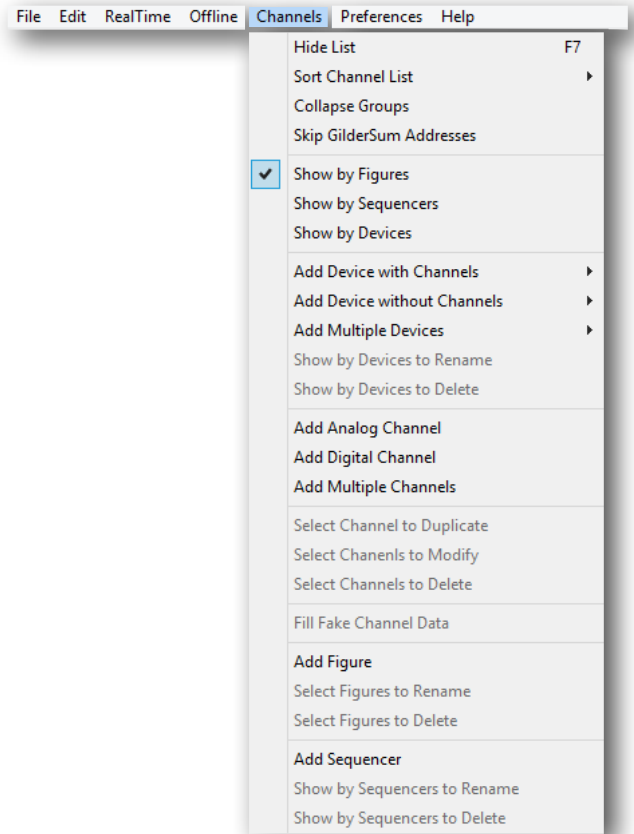 File Edit RealTime Offline Channels Preferences Help
Hide List F7
Sort Channel List
Collapse Groups
Skip GilderSum Addresses
Show by Figures
Show by Sequencers
Show by Devices
Add Device with Channels
Add Device without Channels
Add Multiple Devices
Show by Devices to Rename
Show by Devices to Delete
Add Analog Channel
Add Digital Channel
Add Multiple Channels
Select Channel to Duplicate
Select Chanenls to Modify
Select Channels to Delete
Fill Fake Channel Data
Add Figure
Select Figures to Rename
Select Figures to Delete
Add Sequencer
Show by Sequencers to Rename
Show by Sequencers to Delete